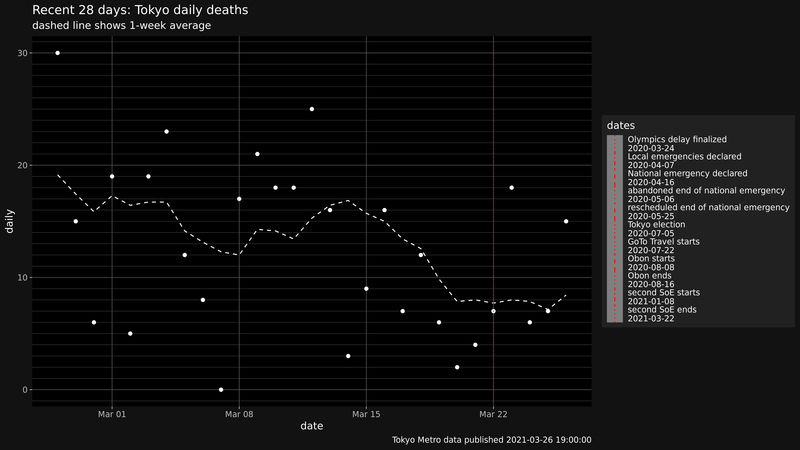 Recent 28 days: Tokyo daily deaths
dashed line shows 1-week average
30
20
10
0
daily
Mar 01
Mar 08
Mar 15
Mar 22
date
dates
Olympics delay finalized
2020-03-24
Local emergencies declared
2020-04-07
National emergency declared
2020-04-16
abandoned end of national emergency
2020-05-06
rescheduled end of national emergency
2020-05-25
Tokyo election
2020-07-05
GoTo Travel starts
2020-07-22
Obon starts
2020-08-08
Obon ends
2020-08-16
second SoE starts
2021-01-08
second SoE ends
2021-03-22
Tokyo Metro data published 2021-03-26 19:00:00